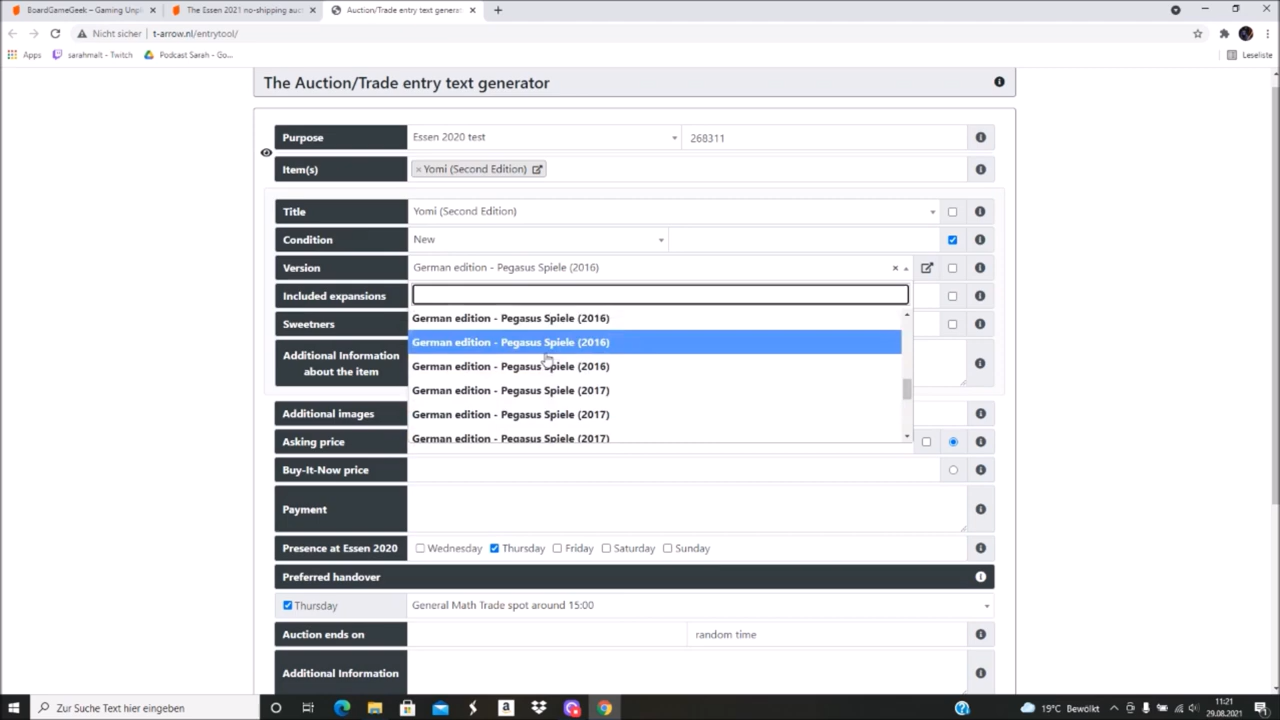 BoardGameGeek – Gaming Unpl
The Essen 2021 no-shipping auct
Auction/Trade entry text generat
Nicht sicher
t-arrow.nl/entrytool/
Apps
sarahmalt - Twitch
Podcast Sarah - Go...
Leseliste
The Auction/Trade entry text generator
Purpose
Essen 2020 test
268311
Item(s)
× Yomi (Second Edition)
Title
Yomi (Second Edition)
Condition
New
Version
German edition - Pegasus Spiele (2016)
Included expansions
German edition - Pegasus Spiele (2016)
Sweetners
German edition - Pegasus Spiele (2016)
Additional Information
about the item
German edition - Pegasus Spiele (2016)
German edition - Pegasus Spiele (2017)
Additional images
German edition - Pegasus Spiele (2017)
Asking price
German edition - Pegasus Spiele (2017)
Buy-It-Now price
Payment
Presence at Essen 2020
Wednesday
Thursday
Friday
Saturday
Sunday
Preferred handover
Thursday
General Math Trade spot around 15:00
Auction ends on
random time
Additional Information
Zur Suche Text hier eingeben
19°C Bewölkt
11:21
29.08.2021